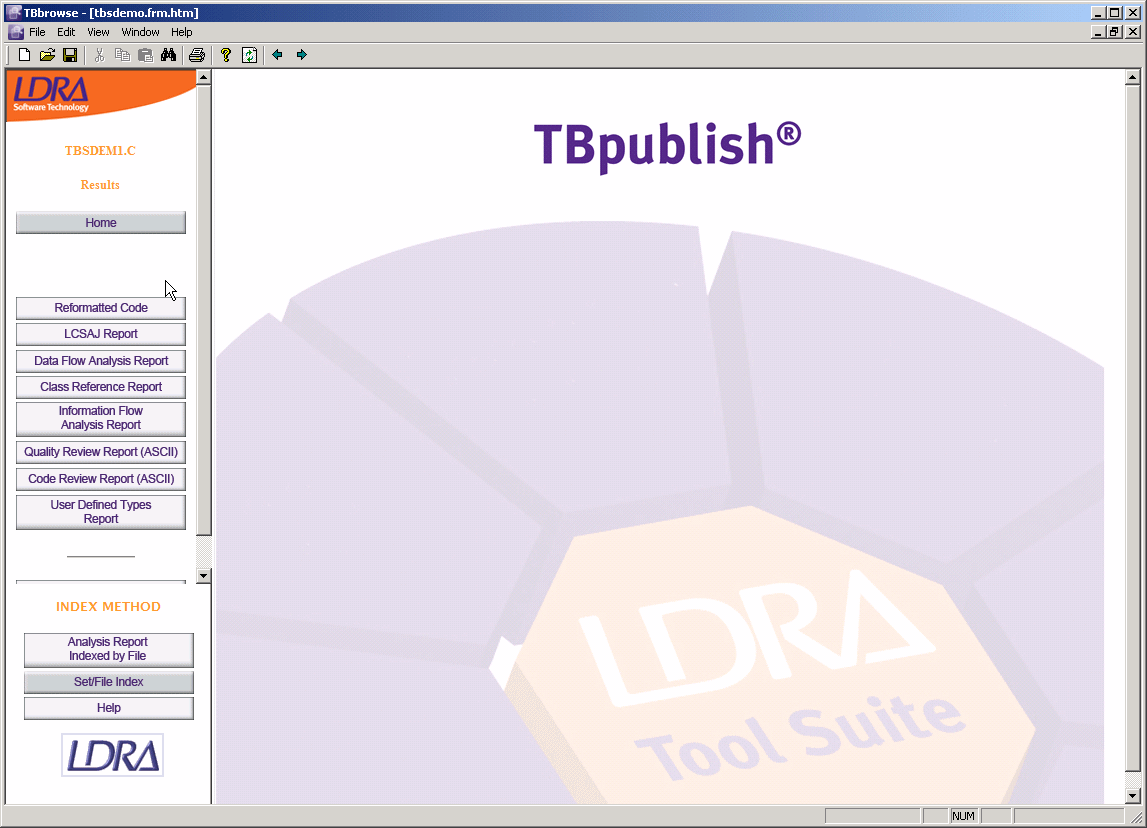 TBbrowse - [tbsdemo.frm.htm]
File Edit View Window Help
LDRA
Software Technology
TBSDEM1.C
Results
Home
Reformatted Code
LCSAJ Report
Data Flow Analysis Report
Class Reference Report
Information Flow
Analysis Report
Quality Review Report (ASCII)
Code Review Report (ASCII)
User Defined Types
Report
INDEX METHOD
Analysis Report
Indexed by File
Set/File Index
Help
LDRA
TBpublish®
LDRA
Tool Suite
NUM